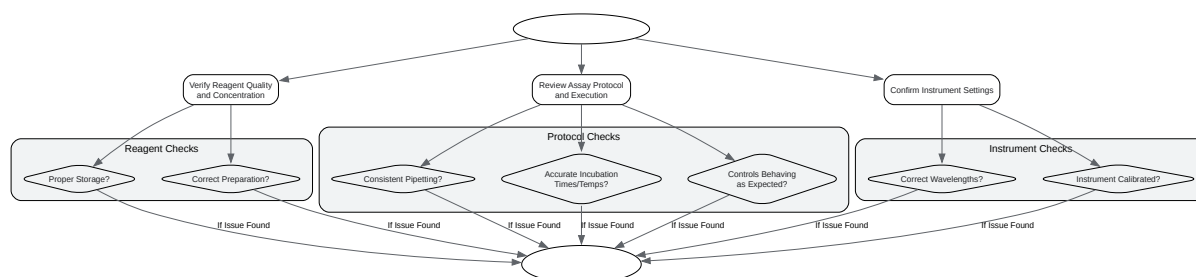 Verify Reagent Quality
and Concentration
Review Assay Protocol
and Execution
Confirm Instrument Settings
Reagent Checks
Protocol Checks
Instrument Checks
Proper Storage?
Correct Preparation?
Consistent Pipetting?
Accurate Incubation
Times/Temps?
Controls Behaving
as Expected?
Correct Wavelengths?
Instrument Calibrated?
If Issue Found
If Issue Found
If Issue Found
If Issue Found
If Issue Found
If Issue Found
If Issue Found